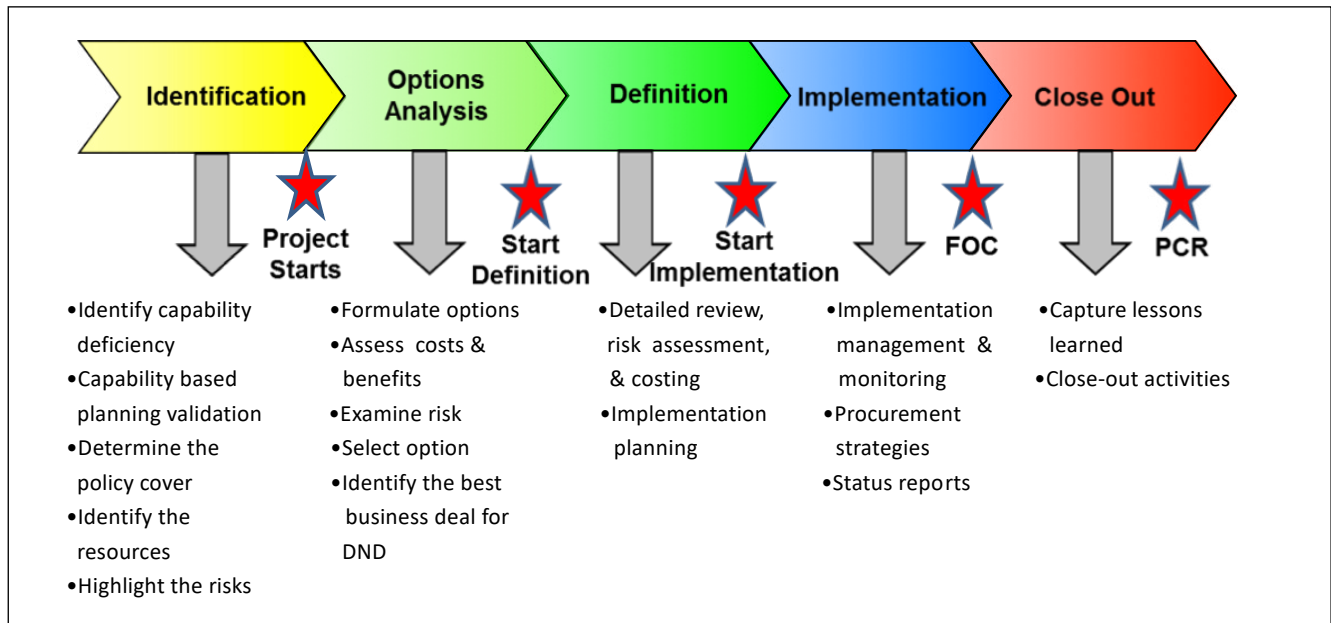 Identification
Options
Analysis
Definition
Implementation
Close Out
Project
Starts
Start
Definition
Start
Implementation
FOC
PCR
•Identify capability
deficiency
•Capability based
planning validation
•Determine the
policy cover
•Identify the
resources
•Highlight the risks
•Formulate options
•Assess costs &
benefits
•Examine risk
•Select option
•Identify the best
business deal for
DND
•Detailed review,
risk assessment,
& costing
•Implementation
planning
•Implementation
management &
monitoring
•Procurement
strategies
•Status reports
•Capture lessons
learned
•Close-out activities